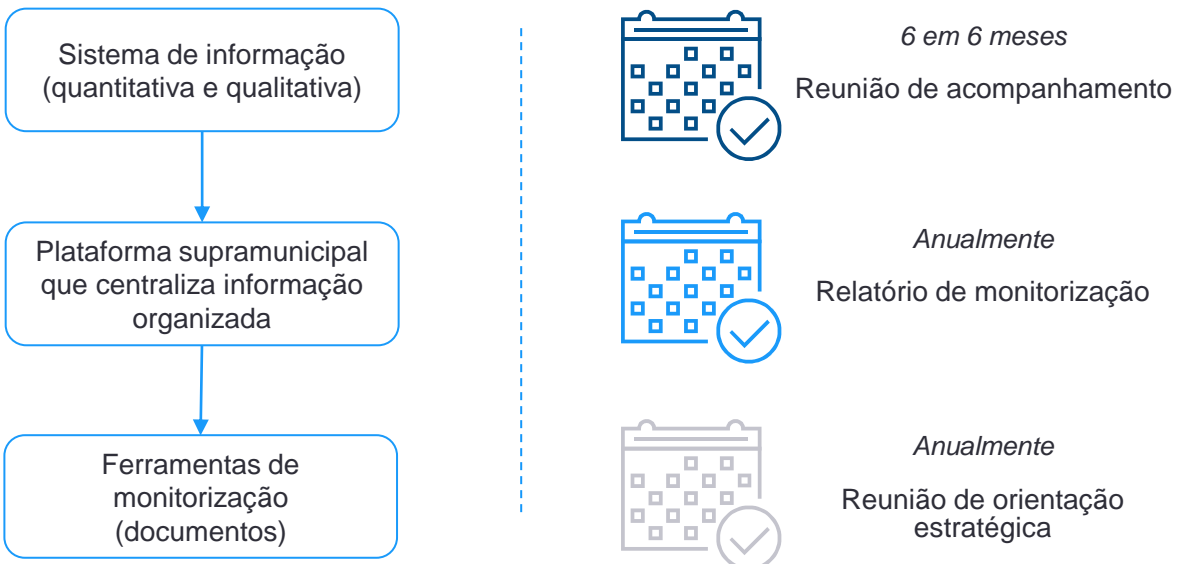 Sistema de informação
(quantitativa e qualitativa)
Plataforma supramunicipal
que centraliza informação
organizada
Ferramentas de
monitorização
(documentos)
6 em 6 meses
Reunião de acompanhamento
Anualmente
Relatório de monitorização
Anualmente
Reunião de orientação
estratégica